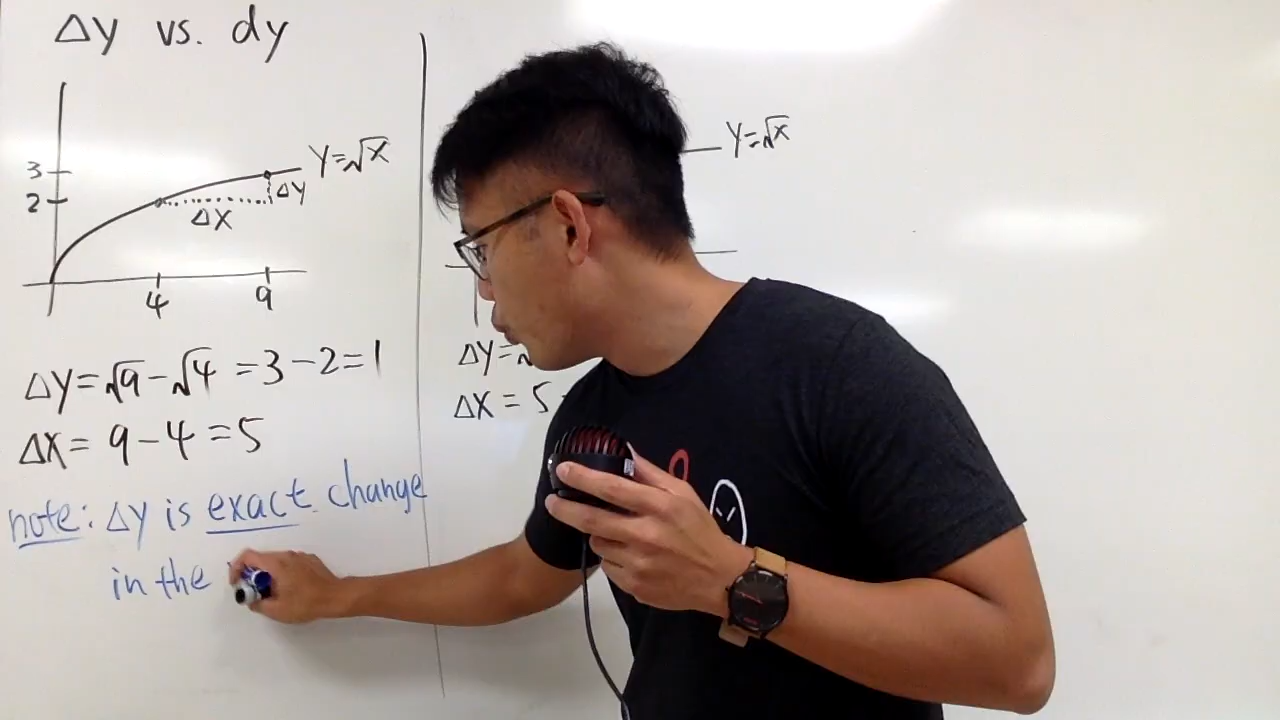 Δy vs. dy
y=√x
3
2
Δy
Δx
4
9
Δy=√9-√4=3-2=1
Δx=9-4=5
note: Δy is exact change
in the
y=√x
Δy=
Δx=5